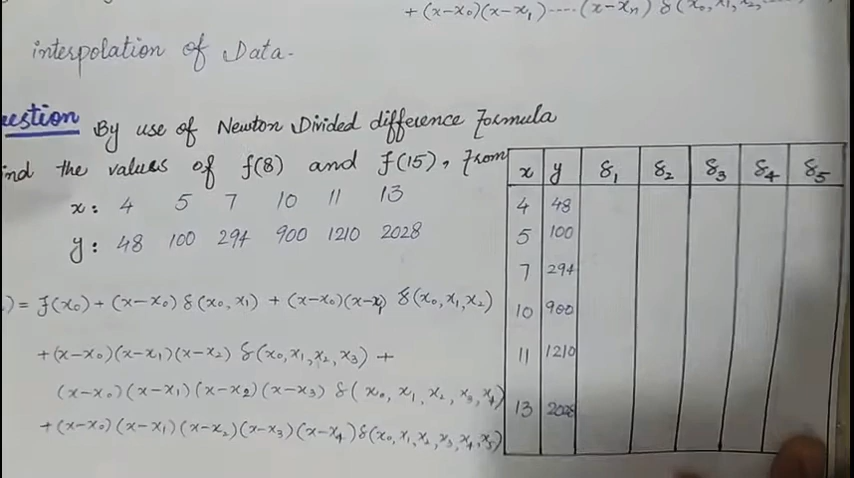 + (x-x₀)(x-x₁)----(x-xₙ) δ(x₀,x₁,x₂,
interpolation of Data-
uestion By use of Newton Divided difference Formula
ind the values of f(8) and f(15), From
x: 4 5 7 10 11 13
y: 48 100 294 900 1210 2028
) = f(x₀) + (x-x₀) δ(x₀,x₁) + (x-x₀)(x-x₁) δ(x₀,x₁,x₂)
+(x-x₀)(x-x₁)(x-x₂) δ(x₀,x₁,x₂,x₃) +
(x-x₀)(x-x₁)(x-x₂)(x-x₃) δ(x₀,x₁,x₂,x₃,x₄)
+(x-x₀)(x-x₁)(x-x₂)(x-x₃)(x-x₄)δ(x₀,x₁,x₂,x₃,x₄,x₅)
x y δ₁ δ₂ δ₃ δ₄ δ₅
4 48
5 100
7 294
10 900
11 1210
13 2028